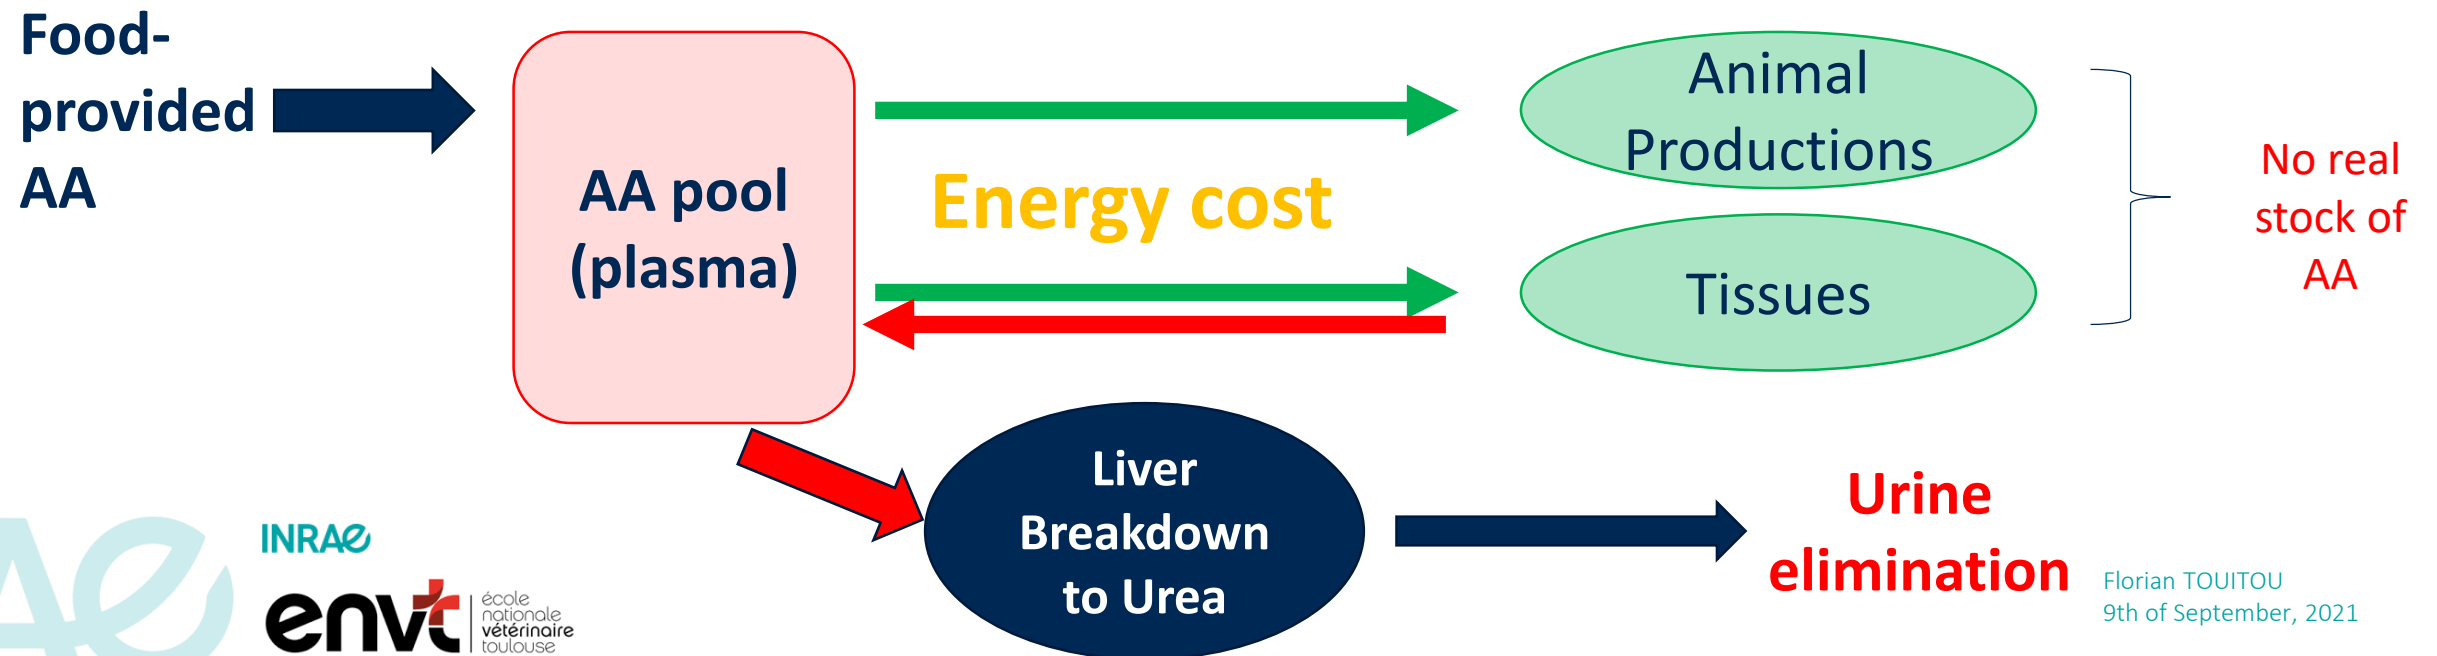 Food-
provided
AA
AA pool
(plasma)
Energy cost
Animal
Productions
Tissues
No real
stock of
AA
Liver
Breakdown
to Urea
Urine
elimination
INRAE
envt
école
nationale
vétérinaire
toulouse
Florian TOUITOU
9th of September, 2021